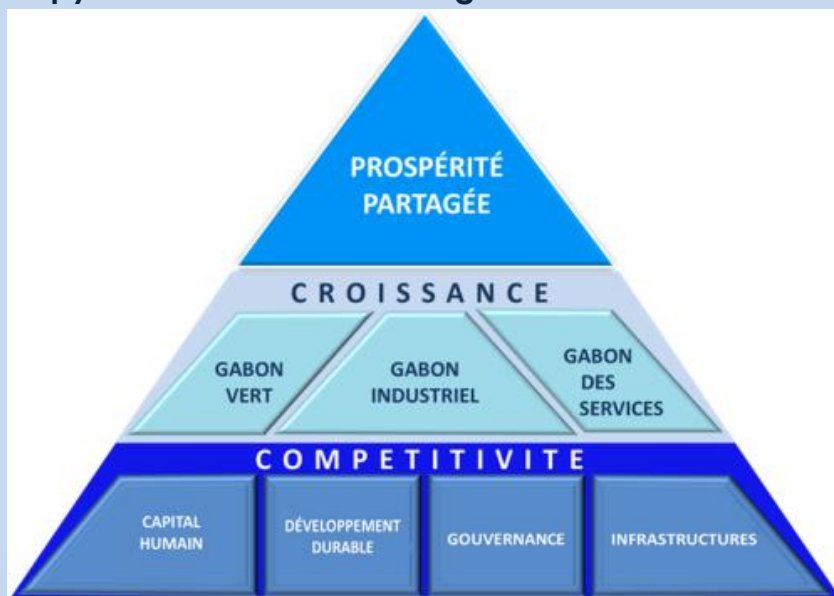 PROSPÉRITÉ
PARTAGÉE
CROISSANCE
GABON
VERT
GABON
INDUSTRIEL
GABON
DES
SERVICES
COMPETITIVITE
CAPITAL
HUMAIN
DÉVELOPPEMENT
DURABLE
GOUVERNANCE
INFRASTRUCTURES